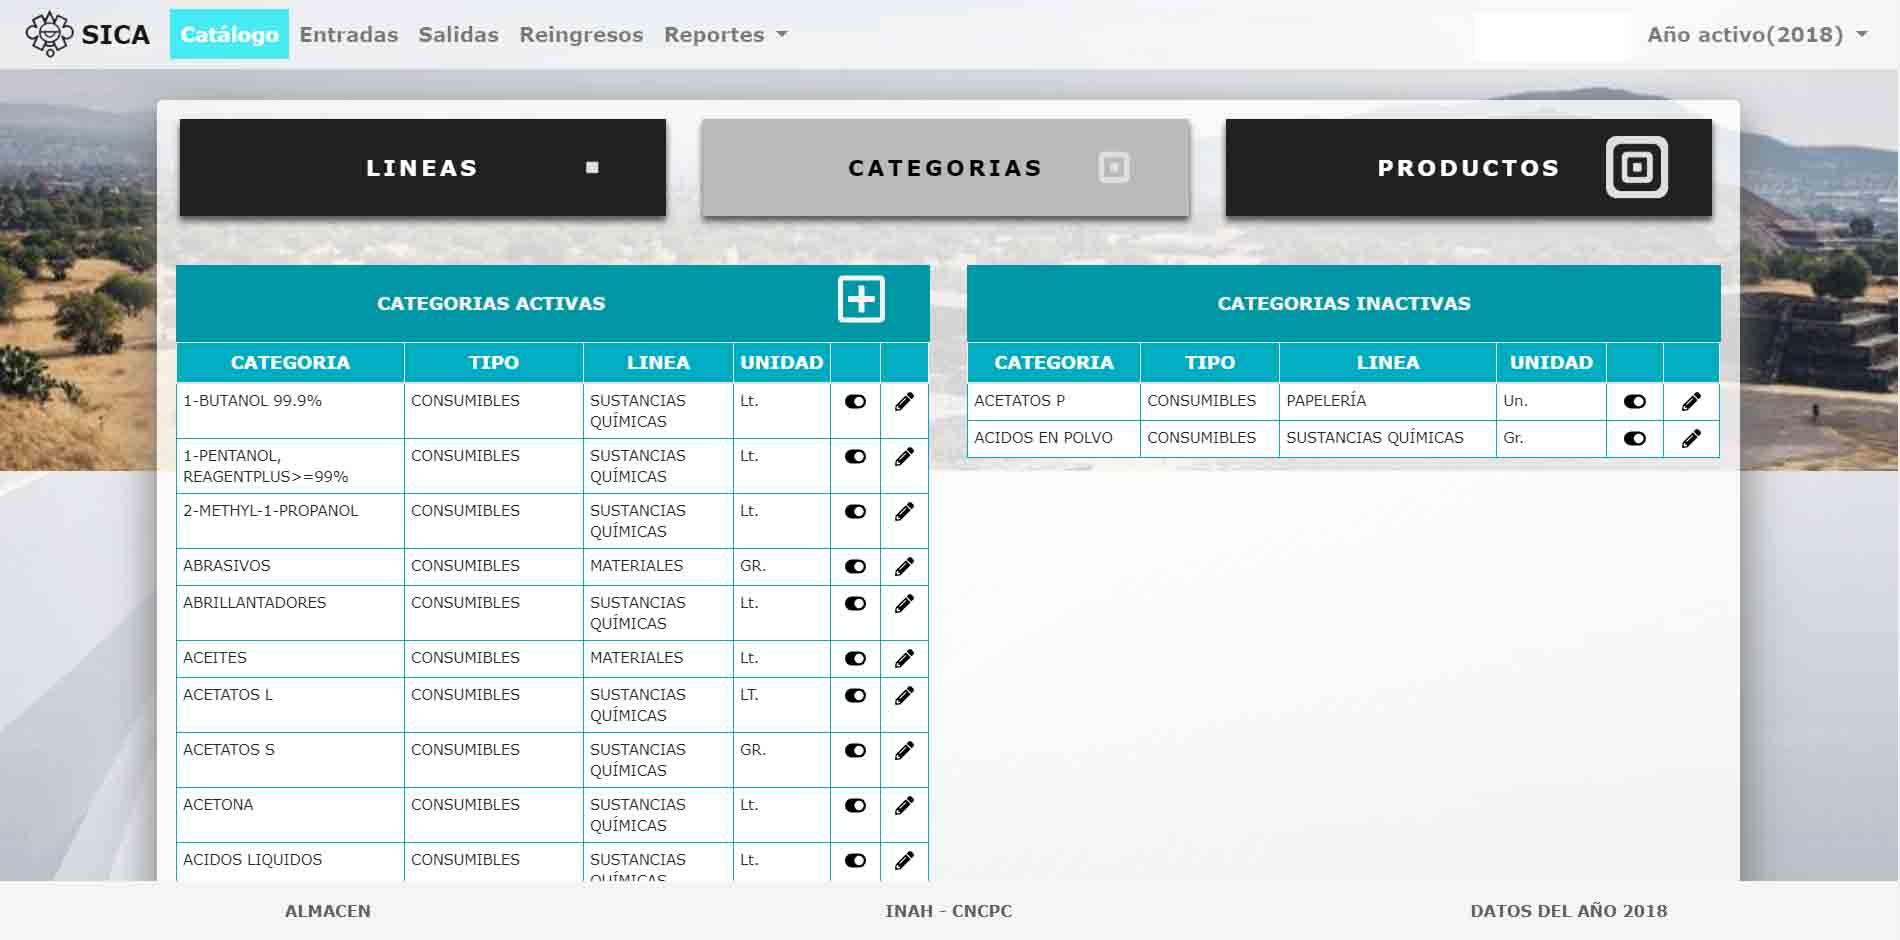 SICA Catálogo Entradas Salidas Reingresos Reportes Año activo(2018)
LINEAS CATEGORIAS PRODUCTOS
CATEGORIAS ACTIVAS
CATEGORIA TIPO LINEA UNIDAD
1-BUTANOL 99.9% CONSUMIBLES SUSTANCIAS Lt.
QUÍMICAS
1-PENTANOL, CONSUMIBLES SUSTANCIAS Lt.
REAGENTPLUS>=99% QUÍMICAS
2-METHYL-1-PROPANOL CONSUMIBLES SUSTANCIAS Lt.
QUÍMICAS
ABRASIVOS CONSUMIBLES MATERIALES GR.
ABRILLANTADORES CONSUMIBLES SUSTANCIAS Lt.
QUÍMICAS
ACEITES CONSUMIBLES MATERIALES Lt.
ACETATOS L CONSUMIBLES SUSTANCIAS LT.
QUÍMICAS
ACETATOS S CONSUMIBLES SUSTANCIAS GR.
QUÍMICAS
ACETONA CONSUMIBLES SUSTANCIAS Lt.
QUÍMICAS
ACIDOS LIQUIDOS CONSUMIBLES SUSTANCIAS Lt.
QUÍMICAS
CATEGORIAS INACTIVAS
CATEGORIA TIPO LINEA UNIDAD
ACETATOS P CONSUMIBLES PAPELERÍA Un.
ACIDOS EN POLVO CONSUMIBLES SUSTANCIAS QUÍMICAS Gr.
ALMACEN INAH - CNCPC DATOS DEL AÑO 2018